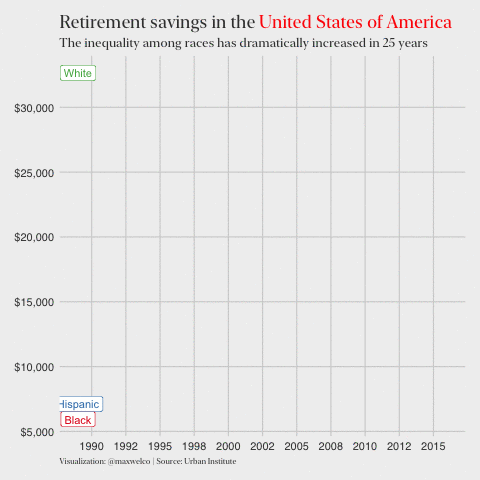 Retirement savings in the United States of America
The inequality among races has dramatically increased in 25 years
White
$30,000
$25,000
$20,000
$15,000
$10,000
Hispanic
Black
$5,000
1990 1992 1995 1998 2000 2002 2005 2008 2010 2012 2015
Visualization: @maxwelco | Source: Urban Institute